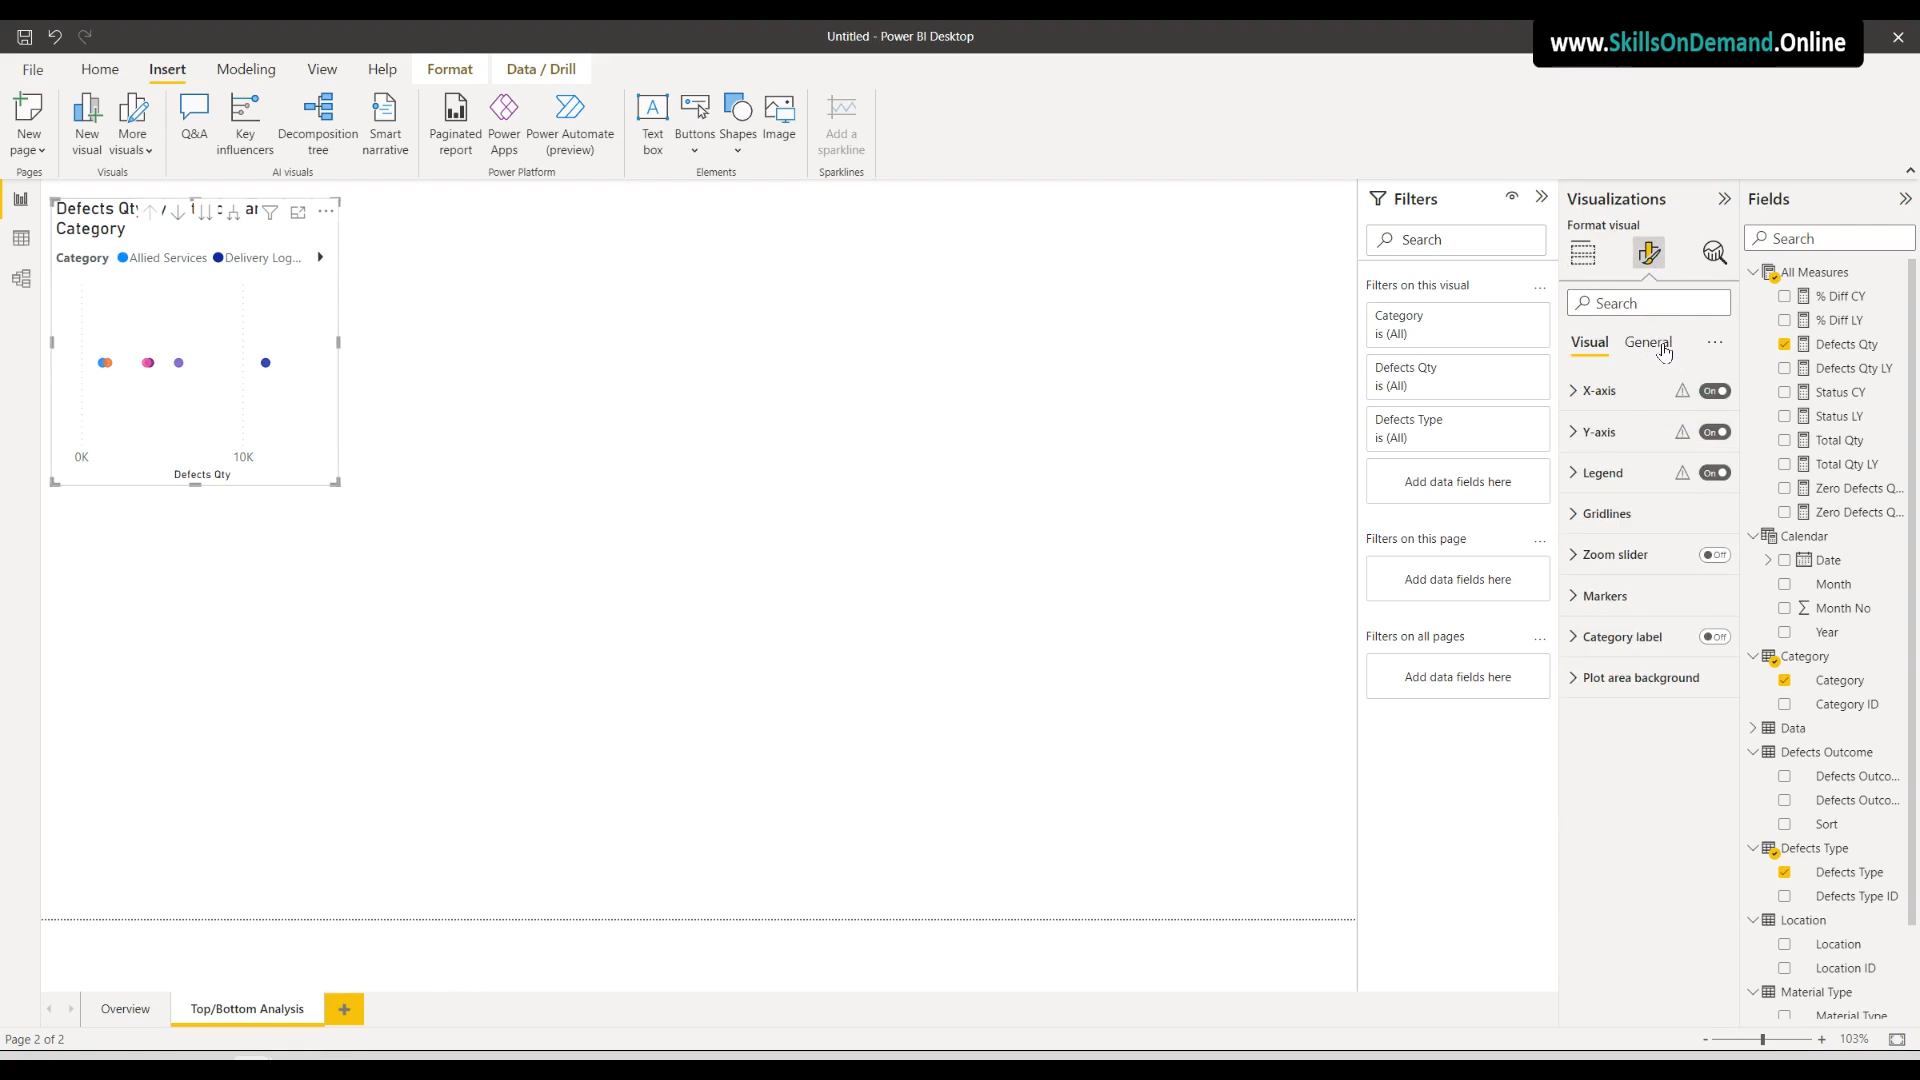 Untitled - Power BI Desktop
www.SkillsOnDemand.Online
File
Home
Insert
Modeling
View
Help
Format
Data / Drill
New page
New visual
More visuals
Q&A
Key influencers
Decomposition tree
Smart narrative
Paginated report
Power Apps
Power Automate (preview)
Text box
Buttons
Shapes
Image
Add a sparkline
Pages
Visuals
AI visuals
Power Platform
Elements
Sparklines
Defects Qty
Category
Category
Allied Services
Delivery Log...
0K
10K
Defects Qty
Filters
Search
Filters on this visual
Category
is (All)
Defects Qty
is (All)
Defects Type
is (All)
Add data fields here
Filters on this page
Add data fields here
Filters on all pages
Add data fields here
Visualizations
Format visual
Search
Visual
General
X-axis
On
Y-axis
On
Legend
On
Gridlines
Zoom slider
Off
Markers
Category label
Off
Plot area background
Fields
Search
All Measures
% Diff CY
% Diff LY
Defects Qty
Defects Qty LY
Status CY
Status LY
Total Qty
Total Qty LY
Zero Defects Q...
Zero Defects Q...
Calendar
Date
Month
Month No
Year
Category
Category
Category ID
Data
Defects Outcome
Defects Outco...
Defects Outco...
Sort
Defects Type
Defects Type
Defects Type ID
Location
Location
Location ID
Material Type
Material Type
Overview
Top/Bottom Analysis
Page 2 of 2
103%